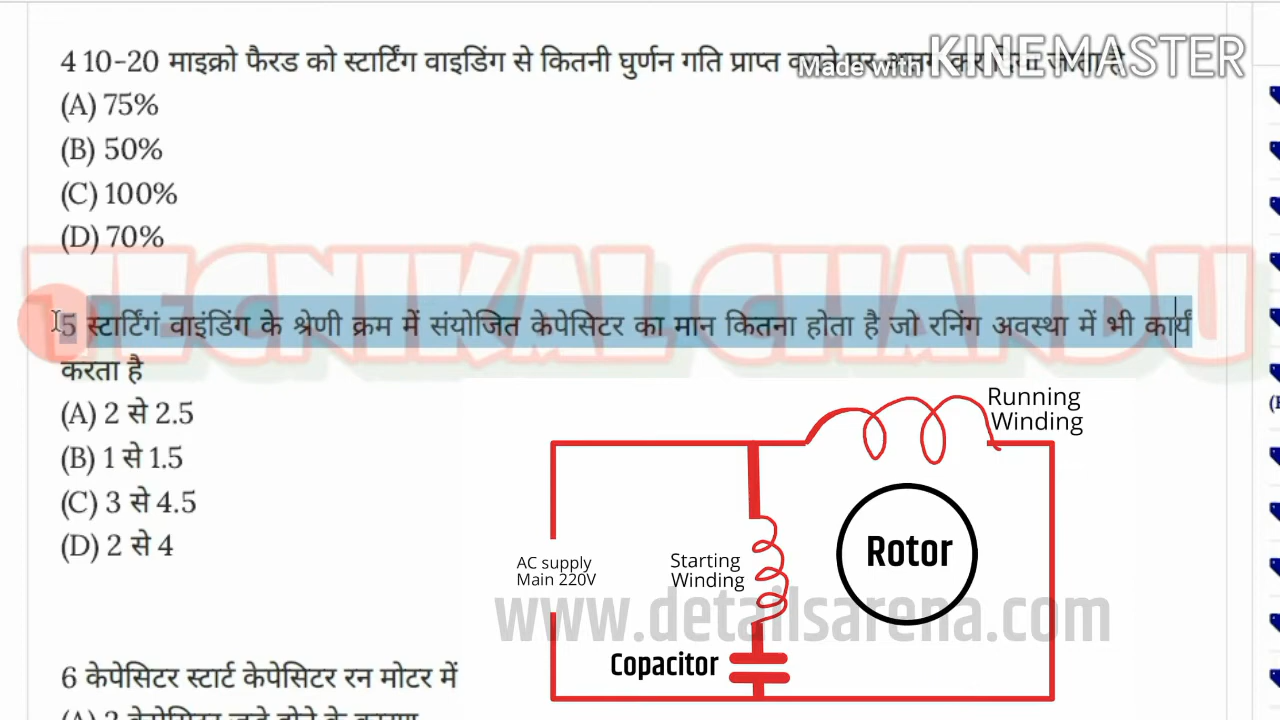 Made with KINEMASTER
4 10-20 माइक्रो फैरड को स्टार्टिंग वाइडिंग से कितनी घुर्णन गति प्राप्त
(A) 75%
(B) 50%
(C) 100%
(D) 70%
TECNIKAL CHANDU
5 स्टार्टिंगं वाइंडिंग के श्रेणी क्रम में संयोजित केपेसिटर का मान कितना होता है जो रनिंग अवस्था में भी कार्यं
करता है
(A) 2 से 2.5
(B) 1 से 1.5
(C) 3 से 4.5
(D) 2 से 4
Running
Winding
Rotor
AC supply
Main 220V
Starting
Winding
www.detailsarena.com
Copacitor
6 केपेसिटर स्टार्ट केपेसिटर रन मोटर में